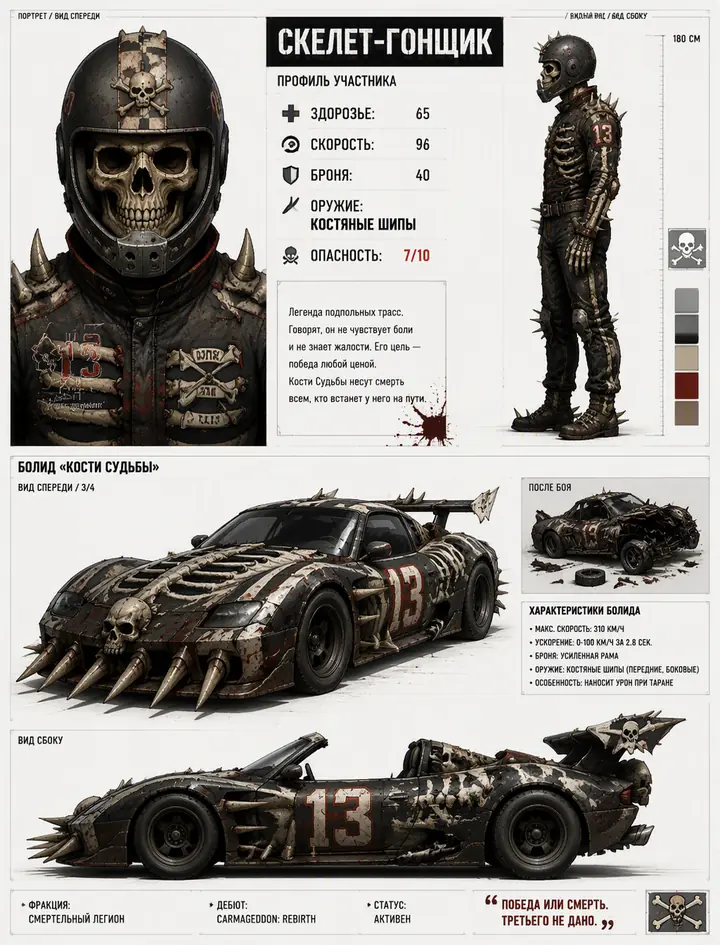 ПОРТРЕТ / ВИД СПЕРЕДИ
СКЕЛЕТ-ГОНЩИК
ПРОФИЛЬ УЧАСТНИКА
ЗДОРОЗЬЕ: 65
СКОРОСТЬ: 96
БРОНЯ: 40
ОРУЖИЕ:
КОСТЯНЫЕ ШИПЫ
ОПАСНОСТЬ: 7/10
Легенда подпольных трасс.
Говорят, он не чувствует боли
и не знает жалости. Его цель —
победа любой ценой.
Кости Судьбы несут смерть
всем, кто встанет у него на пути.
СБОКУ
180 СМ
13
13
БОЛИД «КОСТИ СУДЬБЫ»
ВИД СПЕРЕДИ / 3/4
13
ПОСЛЕ БОЯ
13
ХАРАКТЕРИСТИКИ БОЛИДА
• МАКС. СКОРОСТЬ: 310 КМ/Ч
• УСКОРЕНИЕ: 0-100 КМ/Ч ЗА 2.8 СЕК.
• БРОНЯ: УСИЛЕННАЯ РАМА
• ОРУЖИЕ: КОСТЯНЫЕ ШИПЫ (ПЕРЕДНИЕ, БОКОВЫЕ)
• ОСОБЕННОСТЬ: НАНОСИТ УРОН ПРИ ТАРАНЕ
ВИД СБОКУ
13
ФРАКЦИЯ:
СМЕРТЕЛЬНЫЙ ЛЕГИОН
ДЕБЮТ:
CARMAGEDDON: REBIRTH
СТАТУС:
АКТИВЕН
“ПОБЕДА ИЛИ СМЕРТЬ.
ТРЕТЬЕГО НЕ ДАНО.”